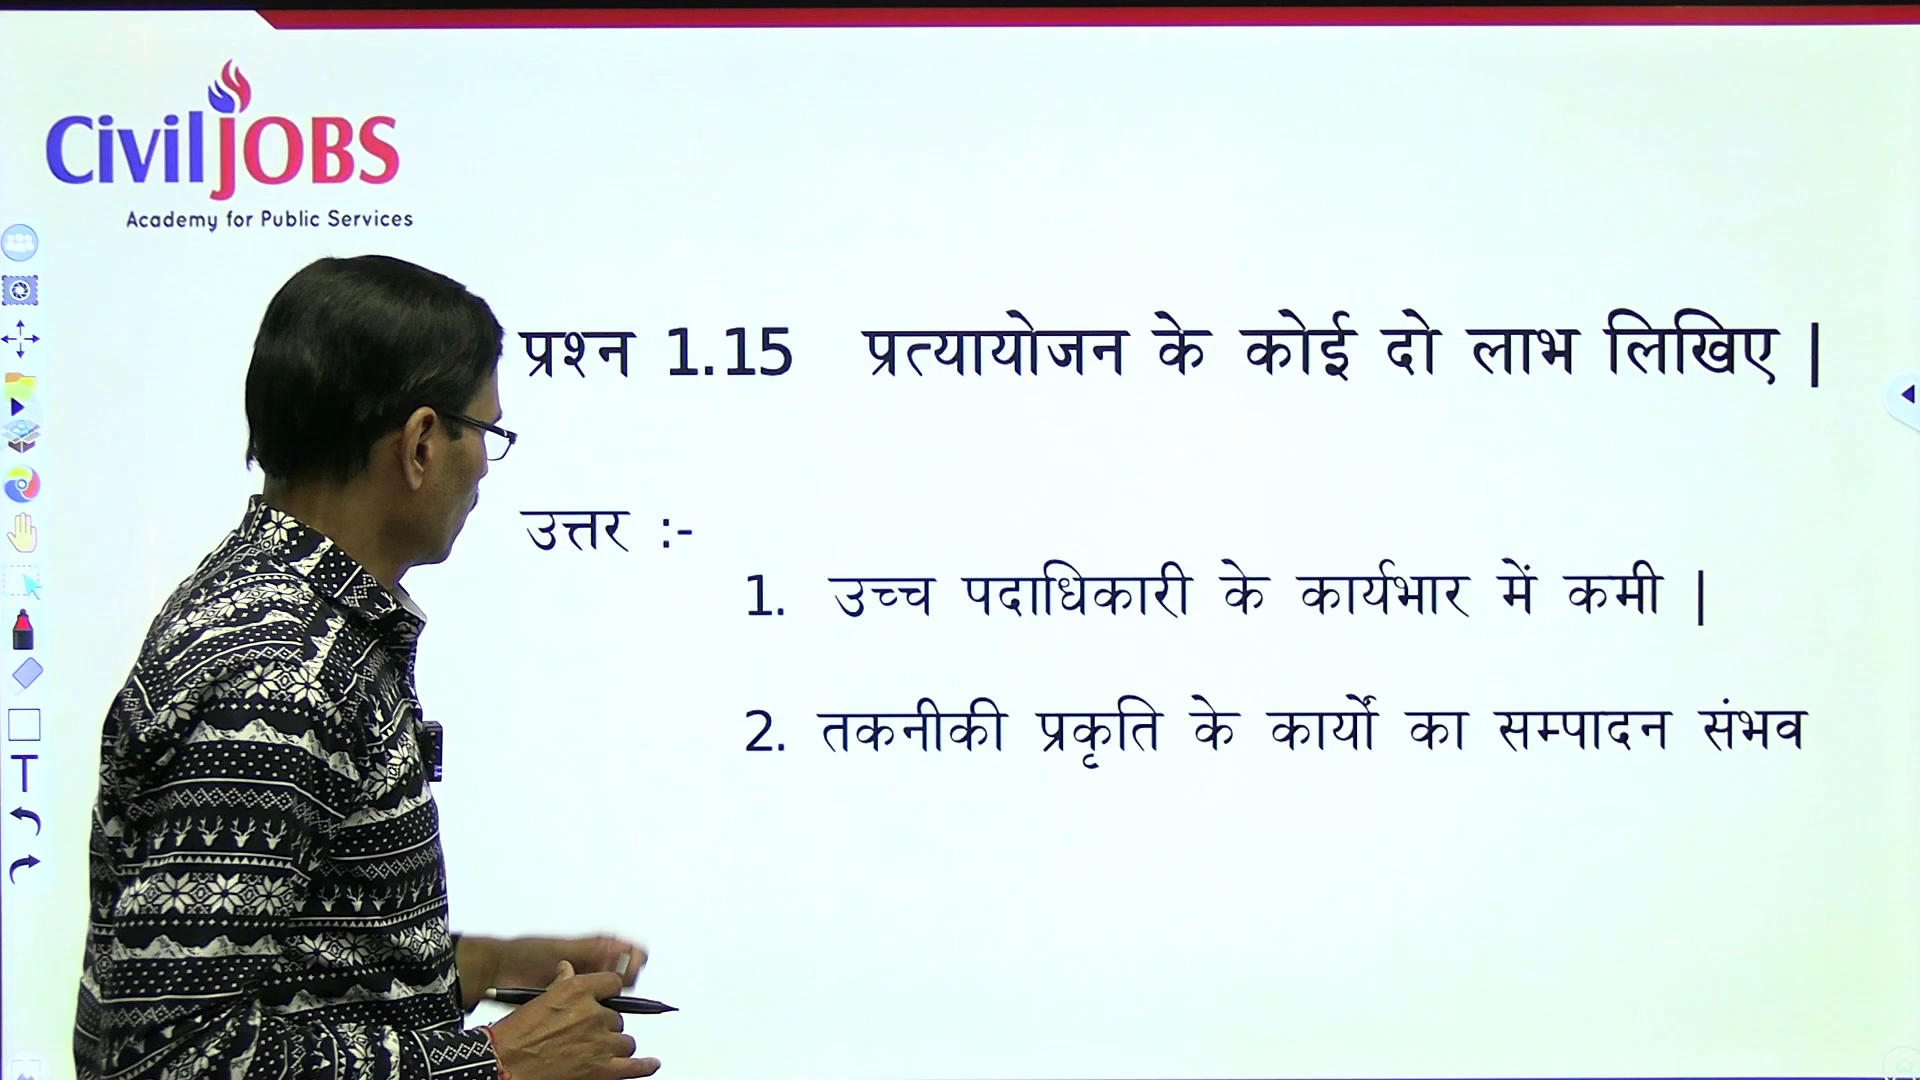 CivilJOBS
Academy for Public Services
प्रश्न 1.15 प्रत्यायोजन के कोई दो लाभ लिखिए |
उत्तर :-
1. उच्च पदाधिकारी के कार्यभार में कमी |
2. तकनीकी प्रकृति के कार्यों का सम्पादन संभव
T